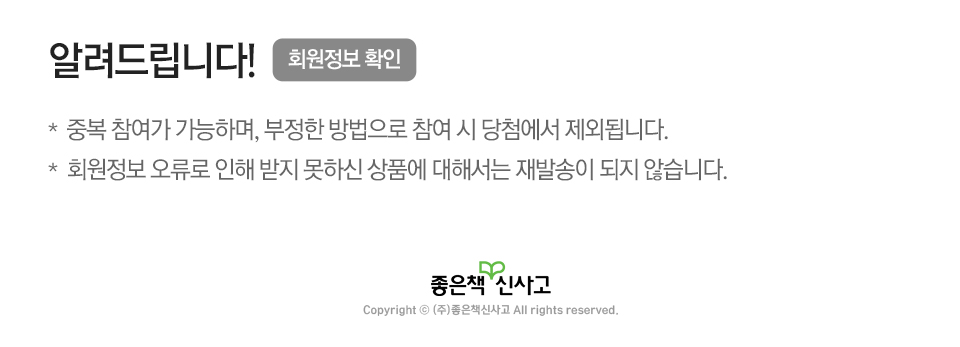 알려드립니다! 회원정보 확인
* 중복 참여가 가능하며, 부정한 방법으로 참여 시 당첨에서 제외됩니다.
* 회원정보 오류로 인해 받지 못하신 상품에 대해서는 재발송이 되지 않습니다.
좋은책 신사고
Copyright ⓒ (주)좋은책신사고 All rights reserved.